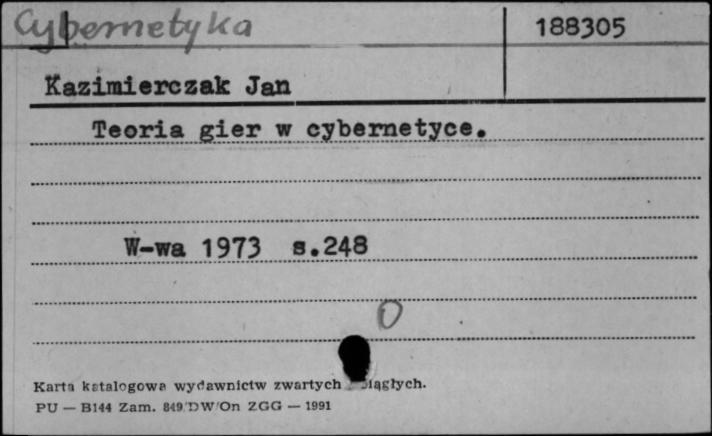 Cybernetyka 188305
Kazimierczak Jan
Teoria gier w cybernetyce.
W-wa 1973 s.248
0
Karta katalogowa wydawnictw zwartych
PU — B144 Zam. 849/DW/On ZGG — 1991